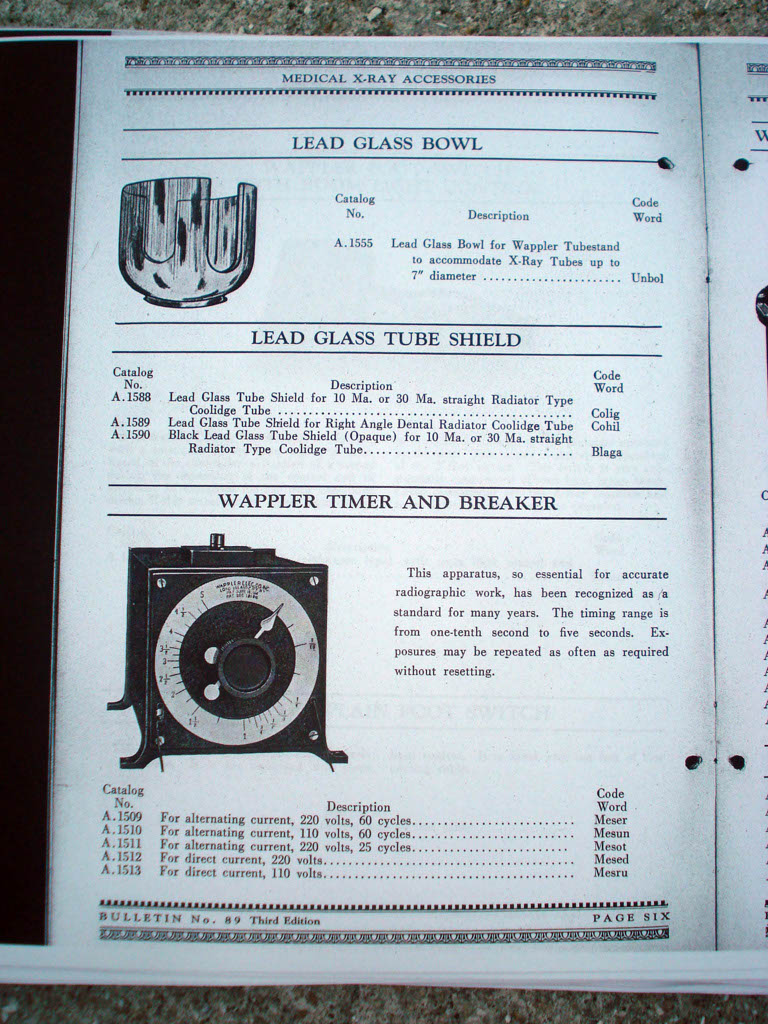 MEDICAL X-RAY ACCESSORIES
LEAD GLASS BOWL
Catalog No. Description Code Word
A.1555 Lead Glass Bowl for Wappler Tubestand
to accommodate X-Ray Tubes up to
7" diameter ....................... Unbol
LEAD GLASS TUBE SHIELD
Catalog No. Description Code Word
A.1588 Lead Glass Tube Shield for 10 Ma. or 30 Ma. straight Radiator Type
Coolidge Tube .................................................. Colig
A.1589 Lead Glass Tube Shield for Right Angle Dental Radiator Coolidge Tube Cohil
A.1590 Black Lead Glass Tube Shield (Opaque) for 10 Ma. or 30 Ma. straight
Radiator Type Coolidge Tube................................... Blaga
WAPPLER TIMER AND BREAKER
This apparatus, so essential for accurate
radiographic work, has been recognized as a
standard for many years. The timing range is
from one-tenth second to five seconds. Ex-
posures may be repeated as often as required
without resetting.
Catalog No. Description Code Word
A.1509 For alternating current, 220 volts, 60 cycles........................... Meser
A.1510 For alternating current, 110 volts, 60 cycles........................... Mesun
A.1511 For alternating current, 220 volts, 25 cycles.......................... Mesot
A.1512 For direct current, 220 volts.......................................... Mesed
A.1513 For direct current, 110 volts.......................................... Mesru
BULLETIN No. 89 Third Edition PAGE SIX